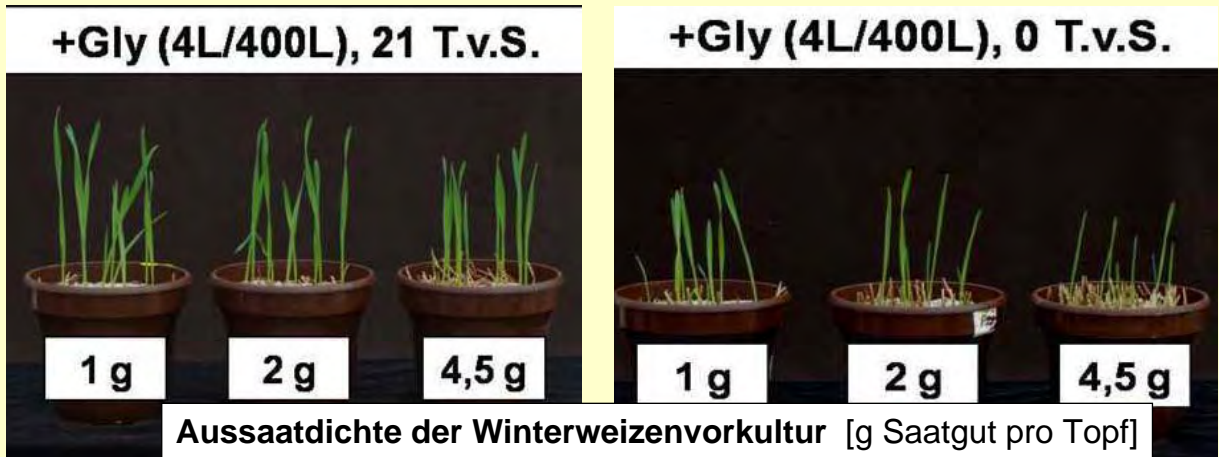 +Gly (4L/400L), 21 T.v.S.
+Gly (4L/400L), 0 T.v.S.
1 g
2 g
4,5 g
1 g
2 g
4,5 g
Aussaatdichte der Winterweizenvorkultur [g Saatgut pro Topf]